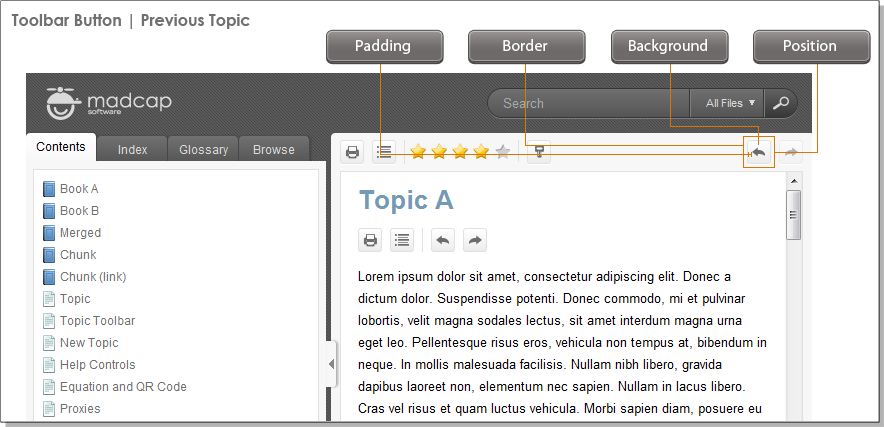 Toolbar Button | Previous Topic
Padding
Border
Background
Position
madcap
software
Search
All Files
Contents
Index
Glossary
Browse
Book A
Book B
Merged
Chunk
Chunk (link)
Topic
Topic Toolbar
New Topic
Help Controls
Equation and QR Code
Proxies
Topic A
Lorem ipsum dolor sit amet, consectetur adipiscing elit. Donec a
dictum dolor. Suspendisse potenti. Donec commodo, mi et pulvinar
lobortis, velit magna sodales lectus, sit amet interdum magna urna
eget leo. Pellentesque risus eros, vehicula non tempus at, bibendum in
neque. In mollis malesuada facilisis. Nullam nibh libero, gravida
dapibus laoreet non, elementum nec sapien. Nullam in lacus libero.
Cras vel risus et quam luctus vehicula. Morbi sapien diam, posuere eu